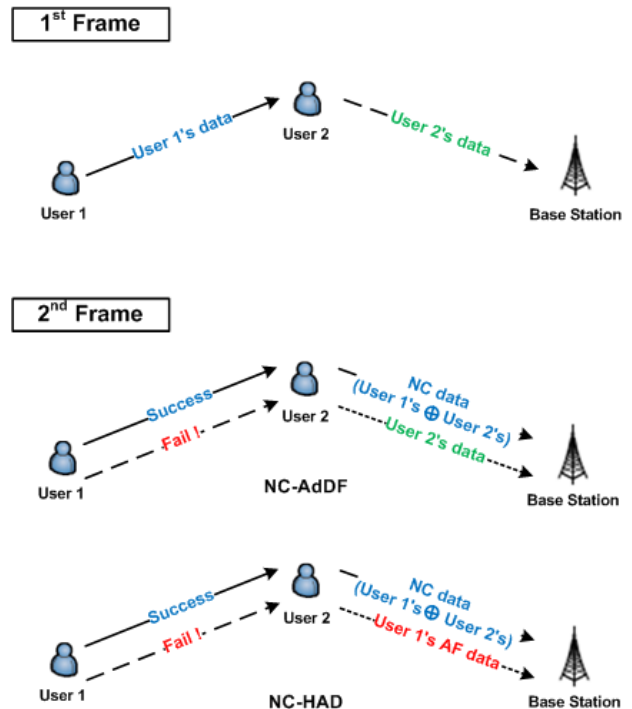 1st Frame
User 1's data
User 2's data
User 2
User 1
Base Station
2nd Frame
Success
Fail !
NC data
(User 1's ⊕ User 2's)
User 2's data
User 2
User 1
NC-AdDF
Base Station
Success
Fail !
NC data
(User 1's ⊕ User 2's)
User 1's AF data
User 2
User 1
NC-HAD
Base Station